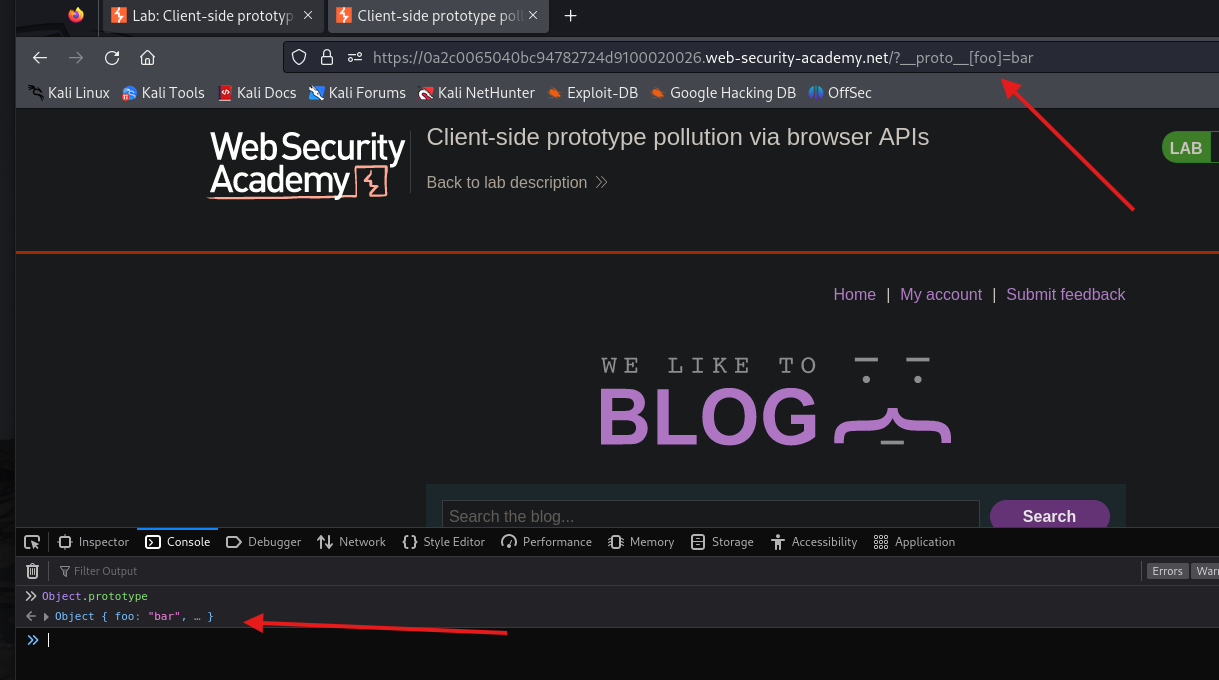 Lab: Client-side prototyp
Client-side prototype poll
https://0a2c0065040bc94782724d9100020026.web-security-academy.net/?__proto__[foo]=bar
Kali Linux Kali Tools Kali Docs Kali Forums Kali NetHunter Exploit-DB Google Hacking DB OffSec
Web Security
Academy
Client-side prototype pollution via browser APIs
Back to lab description
LAB
Home | My account | Submit feedback
WE LIKE TO
BLOG
Search the blog...
Search
Inspector Console Debugger Network Style Editor Performance Memory Storage Accessibility Application
Filter Output
Errors Warn
Object.prototype
Object { foo: "bar", … }